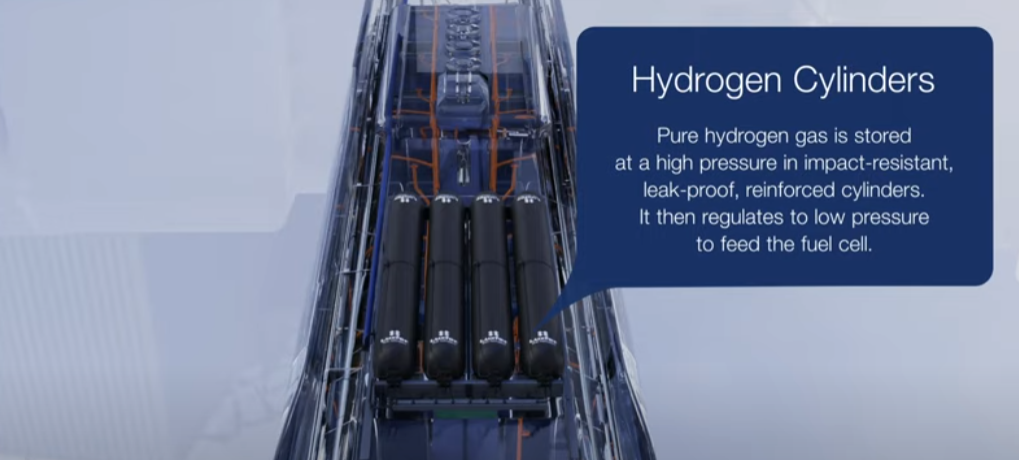 Hydrogen Cylinders
Pure hydrogen gas is stored
at a high pressure in impact-resistant,
leak-proof, reinforced cylinders.
It then regulates to low pressure
to feed the fuel cell.